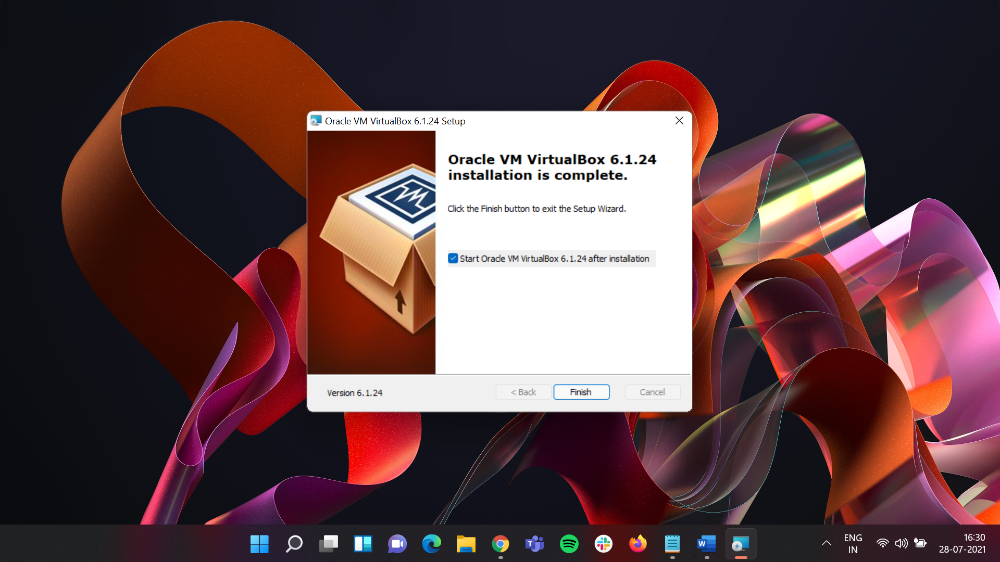 Oracle VM VirtualBox 6.1.24 Setup
Oracle VM VirtualBox 6.1.24
installation is complete.
Click the Finish button to exit the Setup Wizard.
Start Oracle VM VirtualBox 6.1.24 after installation
Version 6.1.24
< Back
Finish
Cancel
ENG
IN
16:30
28-07-2021